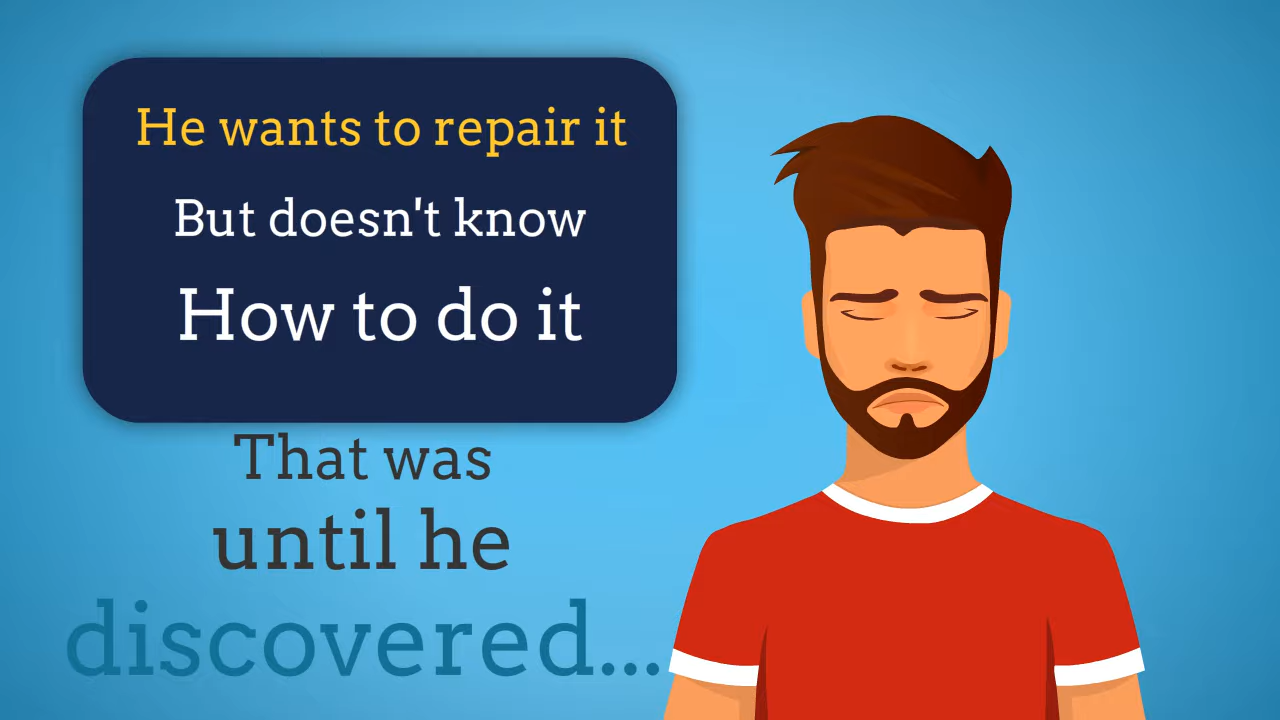 He wants to repair it
But doesn't know
How to do it
That was
until he
discovered...